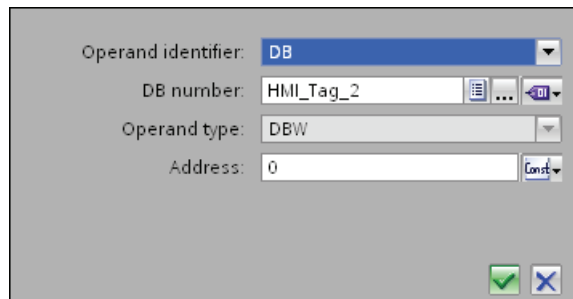 Operand identifier: DB
DB number: HMI_Tag_2 ...
Operand type: DBW
Address: 0 Const